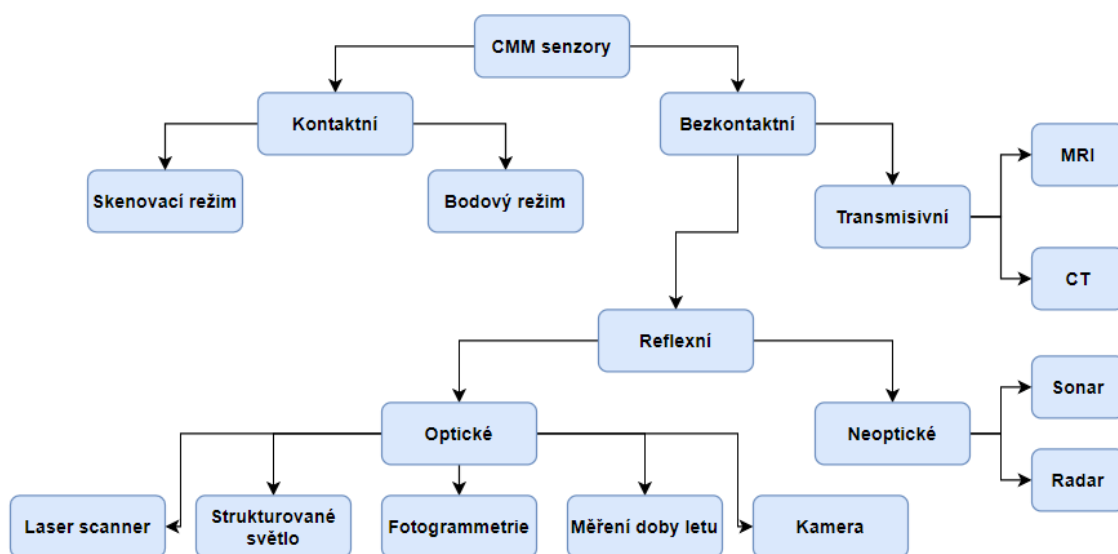 CMM senzory
Kontaktní
Bezkontaktní
MRI
Skenovací režim
Bodový režim
Transmisivní
CT
Reflexní
Sonar
Optické
Neoptické
Radar
Laser scanner
Strukturované
světlo
Fotogrammetrie
Měření doby letu
Kamera